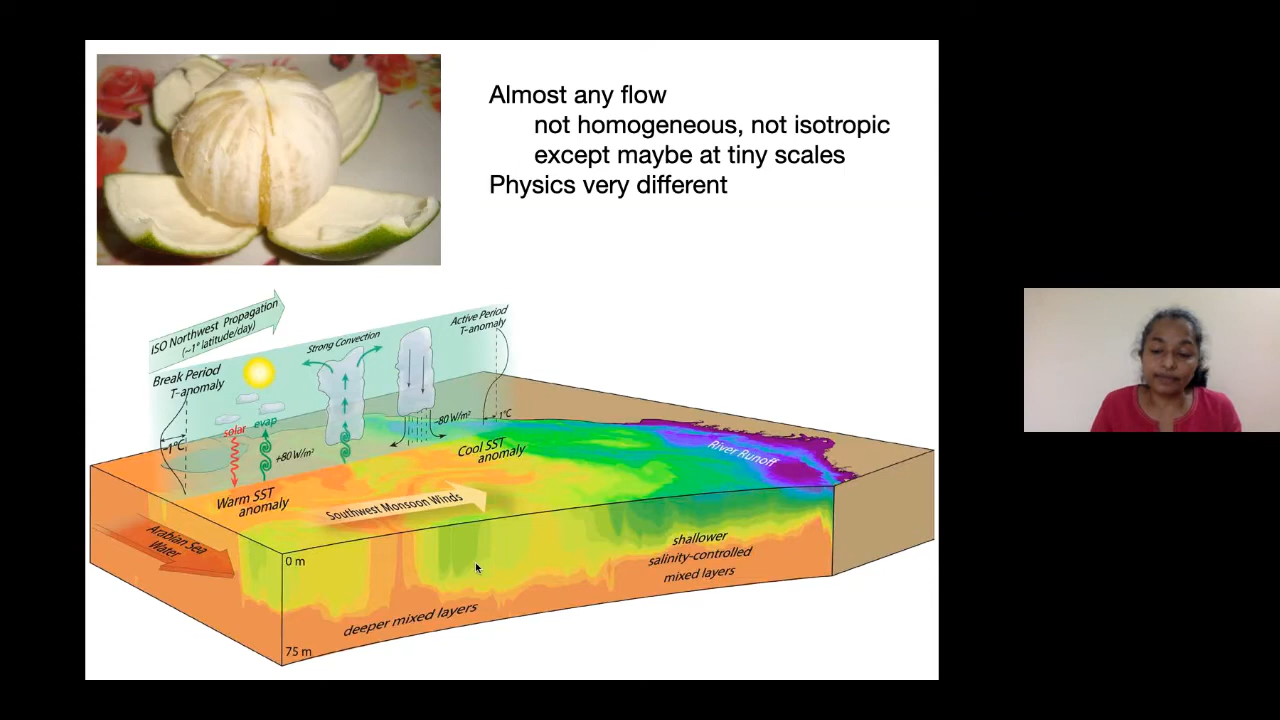 Almost any flow
not homogeneous, not isotropic
except maybe at tiny scales
Physics very different
ISO Northwest Propagation
(~1° latitude/day)
Break Period
T-anomaly
Strong Convection
Active Period
T-anomaly
solar
evap
~1°C
+80 W/m²
-80 W/m²
1°C
Warm SST
anomaly
Cool SST
anomaly
River Runoff
Southwest Monsoon Winds
Arabian Sea
Water
0 m
shallower
salinity-controlled
mixed layers
deeper mixed layers
75 m